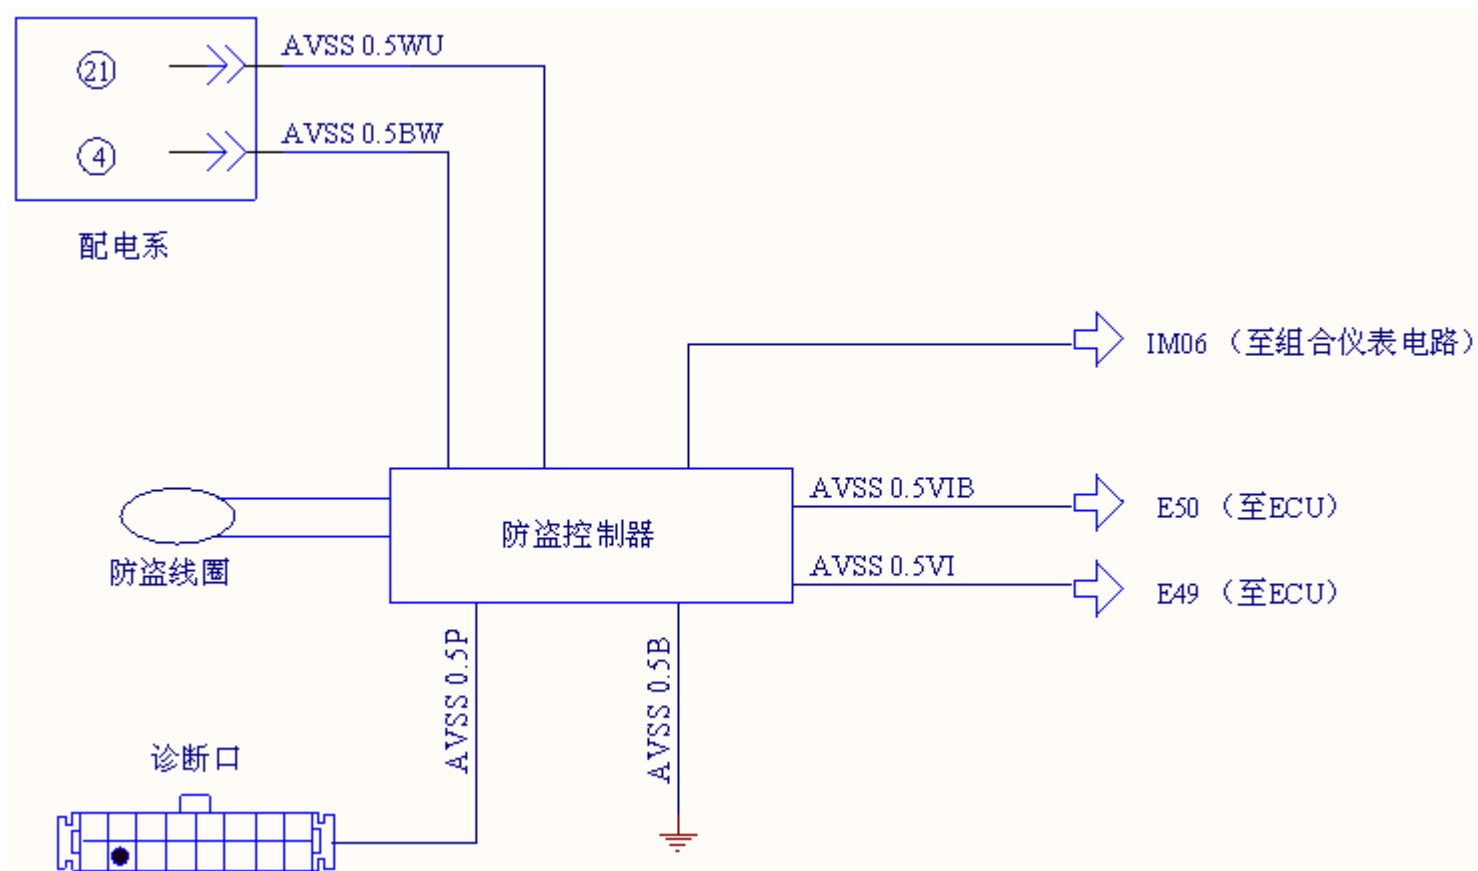 21
AVSS 0.5WU
4
AVSS 0.5BW
配电系
IM06 （至组合仪表电路）
AVSS 0.5VIB
E50 （至ECU）
防盗控制器
防盗线圈
AVSS 0.5VI
E49 （至ECU）
AVSS 0.5P
AVSS 0.5B
诊断口